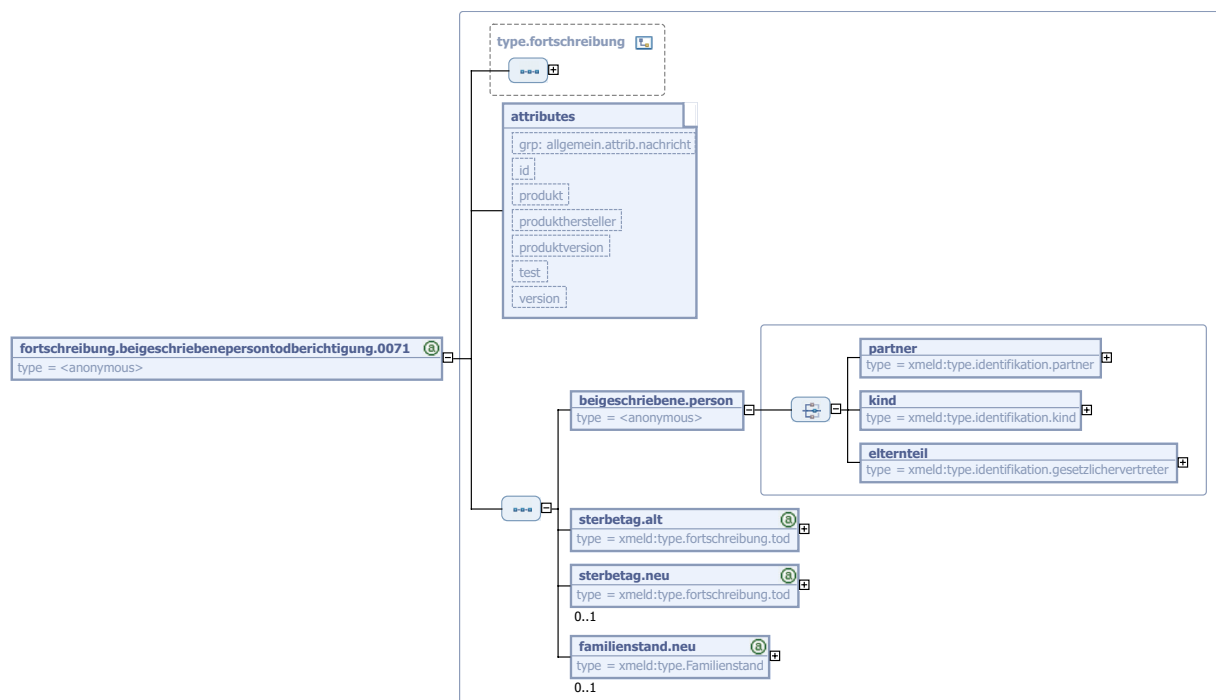 type.fortschreibung
attributes
grp: allgemein.attrib.nachricht
id
produkt
produkthersteller
produktversion
test
version
fortschreibung.beigeschriebenepersontodberichtigung.0071
type = <anonymous>
beigeschriebene.person
type = <anonymous>
partner
type = xmeld:type.identifikation.partner
kind
type = xmeld:type.identifikation.kind
elternteil
type = xmeld:type.identifikation.gesetzlichervertreter
sterbetag.alt
type = xmeld:type.fortschreibung.tod
sterbetag.neu
type = xmeld:type.fortschreibung.tod
0..1
familienstand.neu
type = xmeld:type.Familienstand
0..1